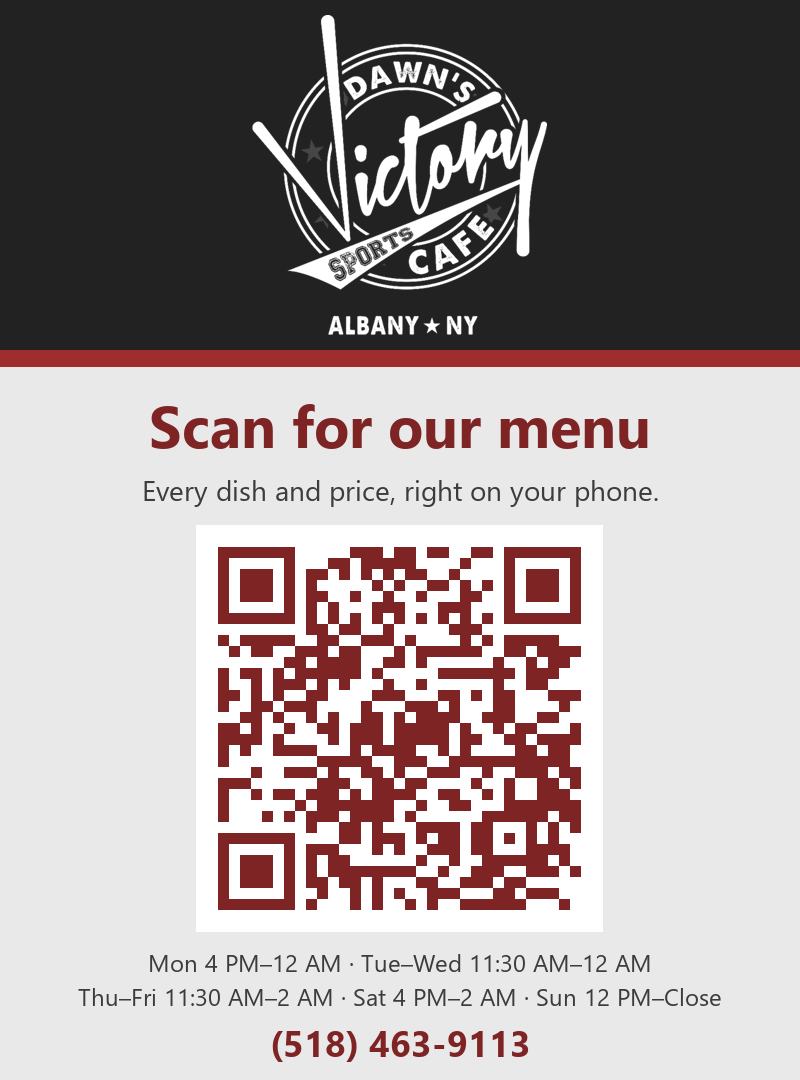 DAWN'S
Victory
SPORTS
CAFE
ALBANY ★ NY
Scan for our menu
Every dish and price, right on your phone.
Mon 4 PM–12 AM · Tue–Wed 11:30 AM–12 AM
Thu–Fri 11:30 AM–2 AM · Sat 4 PM–2 AM · Sun 12 PM–Close
(518) 463-9113